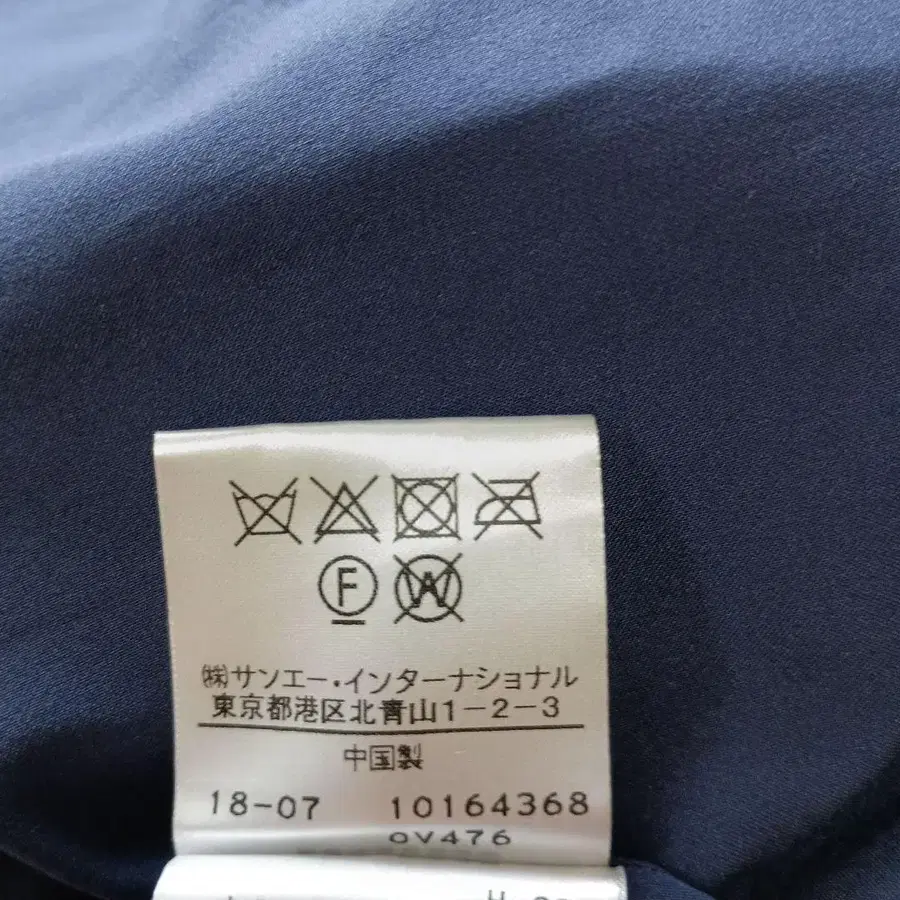 F W
㈱サンエー・インターナショナル
東京都港区北青山1-2-3
中国製
18-07 10164368